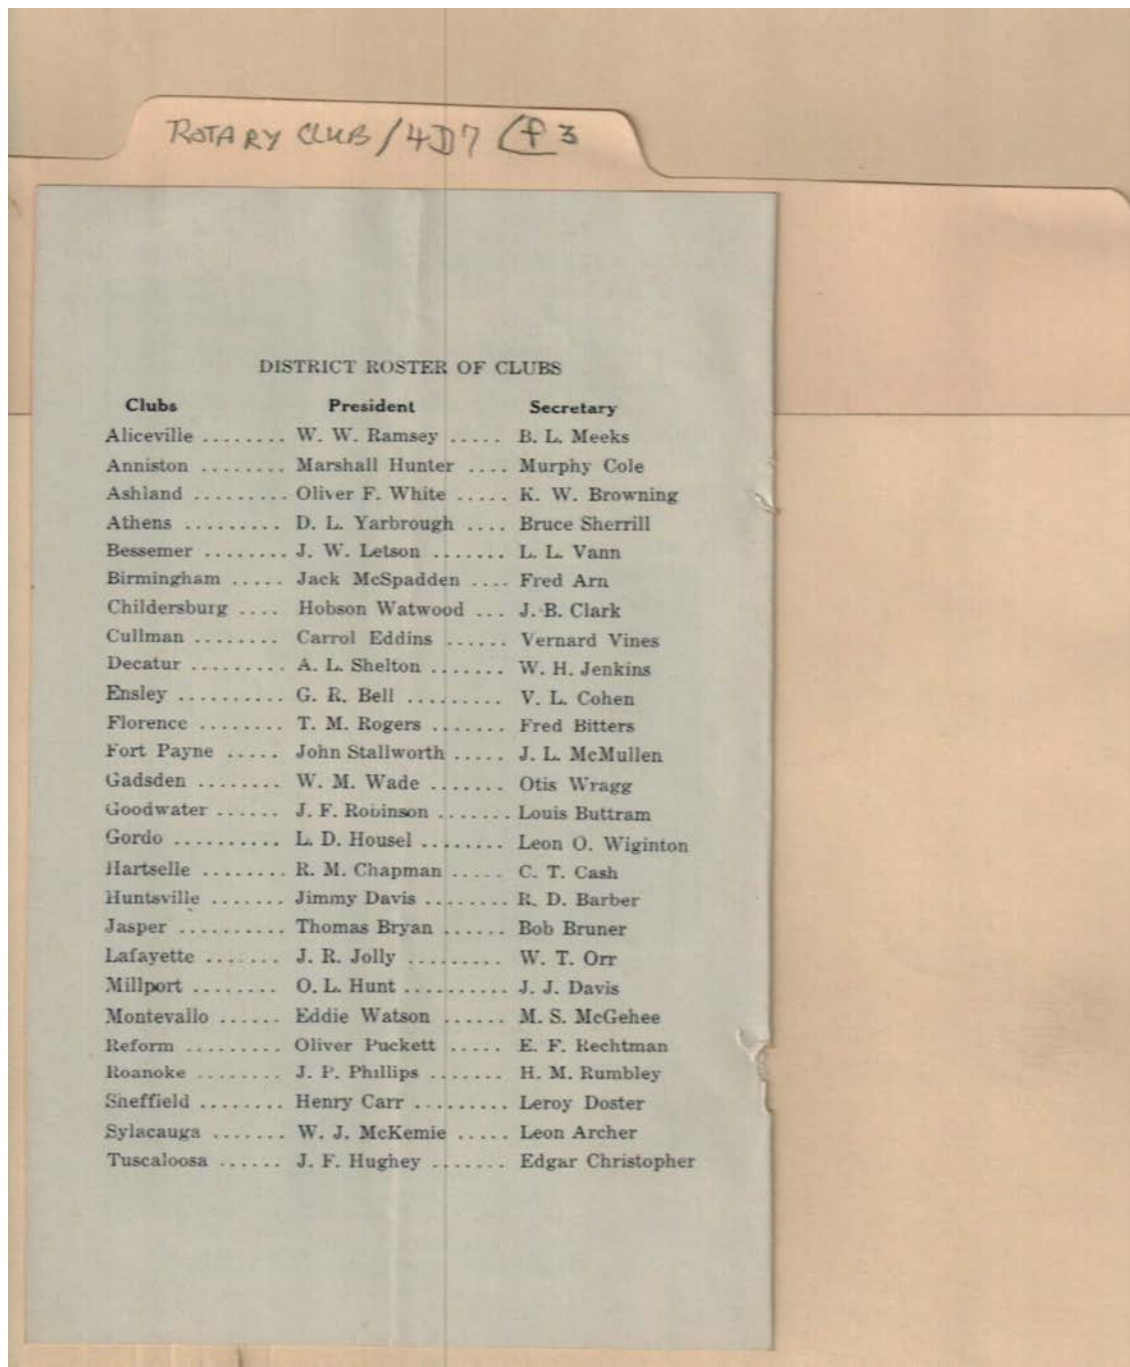 ROTARY CLUB/4D7 f3
DISTRICT ROSTER OF CLUBS
Clubs President Secretary
Aliceville ........ W. W. Ramsey ..... B. L. Meeks
Anniston ........ Marshall Hunter .... Murphy Cole
Ashland ......... Oliver F. White ..... K. W. Browning
Athens ......... D. L. Yarbrough .... Bruce Sherrill
Bessemer ........ J. W. Letson ....... L. L. Vann
Birmingham ..... Jack McSpadden .... Fred Arn
Childersburg .... Hobson Watwood ... J. B. Clark
Cullman ........ Carrol Eddins ...... Vernard Vines
Decatur ......... A. L. Shelton ....... W. H. Jenkins
Ensley .......... G. R. Bell ......... V. L. Cohen
Florence ........ T. M. Rogers ....... Fred Bitters
Fort Payne ..... John Stallworth ..... J. L. McMullen
Gadsden ........ W. M. Wade ....... Otis Wragg
Goodwater ...... J. F. Robinson ....... Louis Buttram
Gordo .......... L. D. Housel ........ Leon O. Wiginton
Hartselle ........ R. M. Chapman ..... C. T. Cash
Huntsville ....... Jimmy Davis ........ R. D. Barber
Jasper .......... Thomas Bryan ...... Bob Bruner
Lafayette ....... J. R. Jolly ......... W. T. Orr
Millport ........ O. L. Hunt .......... J. J. Davis
Montevallo ...... Eddie Watson ...... M. S. McGehee
Reform ......... Oliver Puckett ..... E. F. Rechtman
Roanoke ........ J. P. Phillips ....... H. M. Rumbley
Sheffield ........ Henry Carr ......... Leroy Doster
Sylacauga ....... W. J. McKemie ..... Leon Archer
Tuscaloosa ...... J. F. Hughey ....... Edgar Christopher